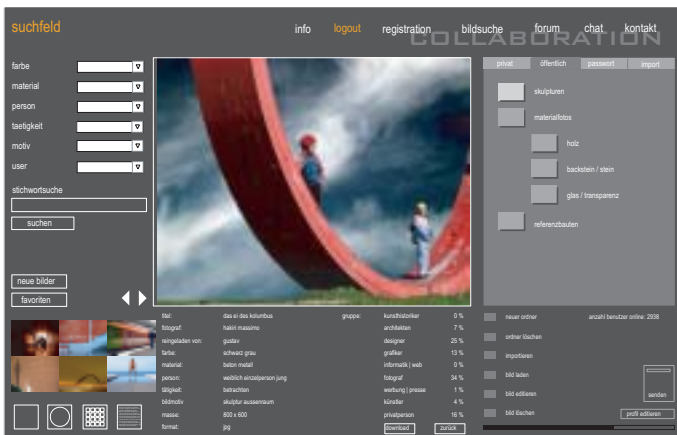 suchfeld
info logout registration bildsuche forum chat kontakt
COLLABORATION
privat öffentlich passwort import
farbe
material
person
taetigkeit
motiv
user
stichwortsuche
suchen
neue bilder
favoriten
skulpturen
materialfotos
holz
backstein / stein
glas / transparenz
referenzbauten
titel: das ei des kolumbus gruppe: kunsthistoriker 0 %
fotograf: hakiri massimo architekten 7 %
reingeladen von: gustav designer 25 %
farbe: schwarz grau grafiker 13 %
material: beton metall informatik | web 0 %
person: weiblich einzelperson jung fotograf 34 %
tätigkeit: betrachten werbung | presse 1 %
bildmotiv skulptur aussenraum künstler 4 %
masse: 800 x 600 privatperson 16 %
format: jpg download zurück
neuer ordner anzahl benutzer online: 2938
ordner löschen
importieren
bild laden
bild editieren senden
bild löschen profil editieren